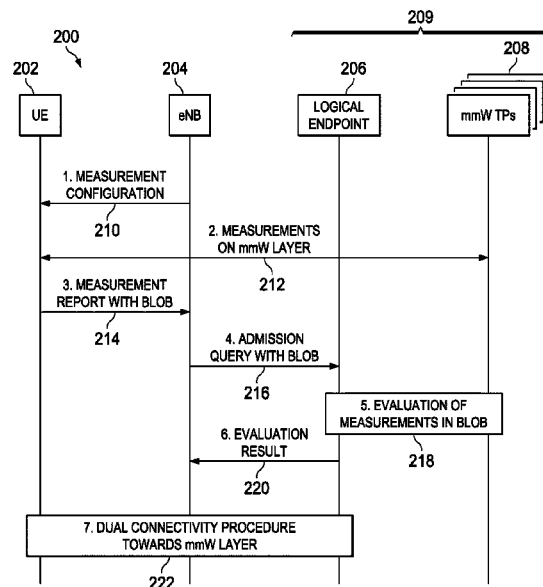 209
200
202
204
206
208
UE
eNB
LOGICAL
ENDPOINT
mmW TPs
1. MEASUREMENT
CONFIGURATION
210
2. MEASUREMENTS
ON mmW LAYER
212
3. MEASUREMENT
REPORT WITH BLOB
214
4. ADMISSION
QUERY WITH BLOB
216
5. EVALUATION OF
MEASUREMENTS IN BLOB
218
6. EVALUATION
RESULT
220
7. DUAL CONNECTIVITY PROCEDURE
TOWARDS mmW LAYER
222